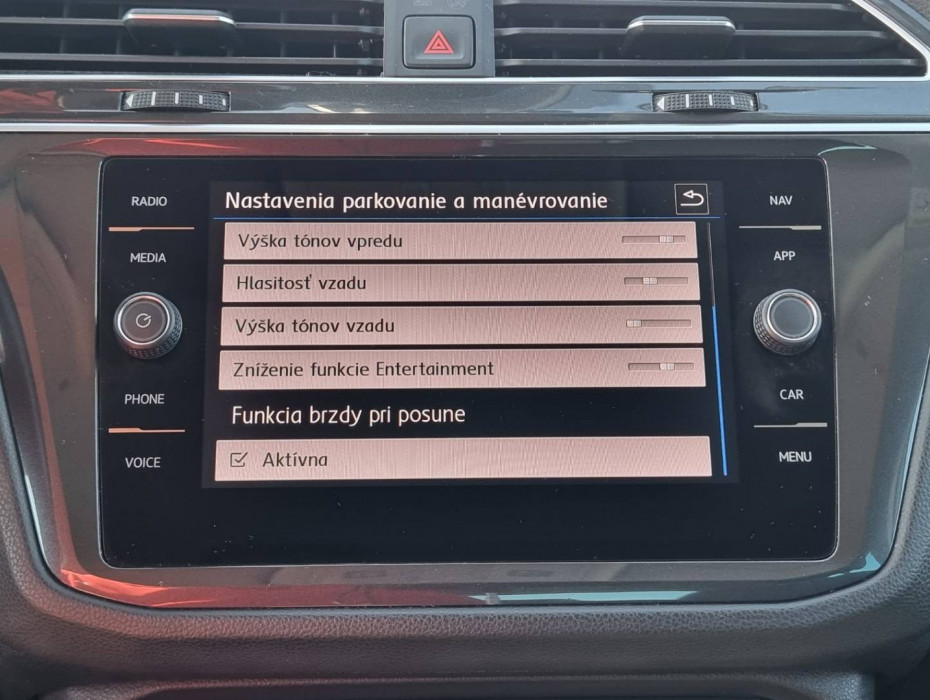 RADIO
MEDIA
PHONE
VOICE
Nastavenia parkovanie a manévrovanie
Výška tónov vpredu
Hlasitosť vzadu
Výška tónov vzadu
Zníženie funkcie Entertainment
Funkcia brzdy pri posune
Aktívna
NAV
APP
CAR
MENU